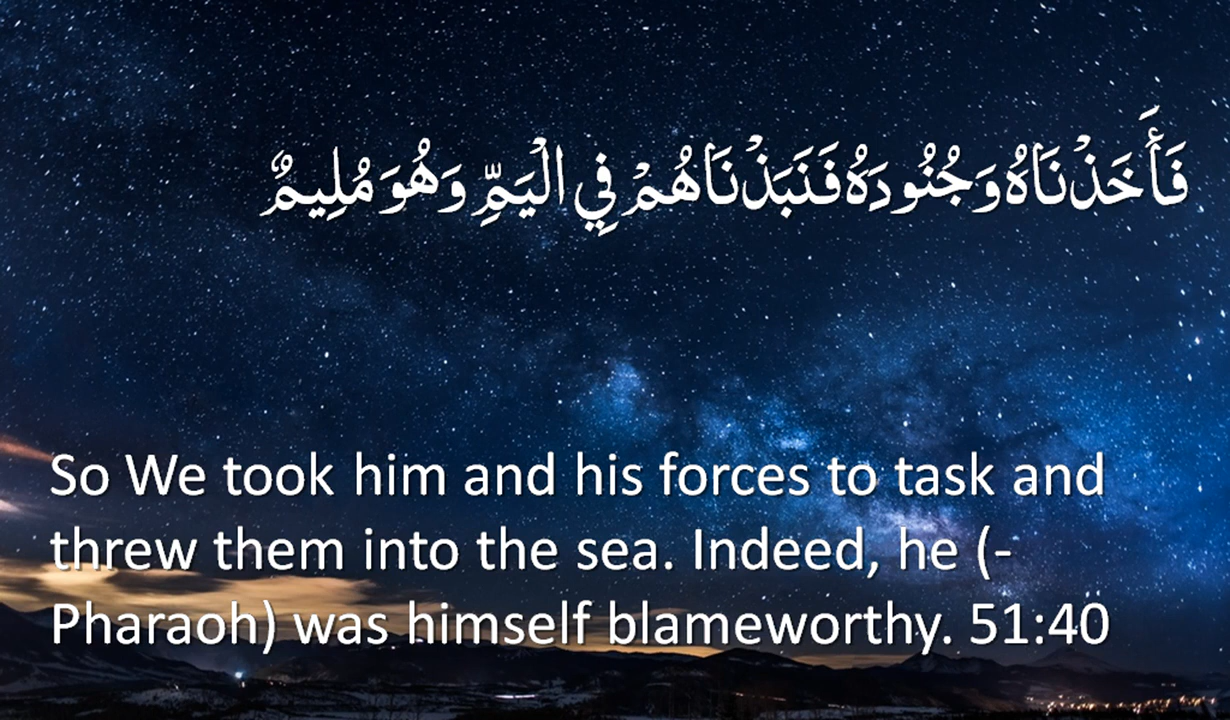 فَأَخَذْنَاهُ وَجُنُودَهُ فَنَبَذْنَاهُمْ فِي الْيَمِّ وَهُوَ مُلِيمٌ
So We took him and his forces to task and
threw them into the sea. Indeed, he (-
Pharaoh) was himself blameworthy. 51:40